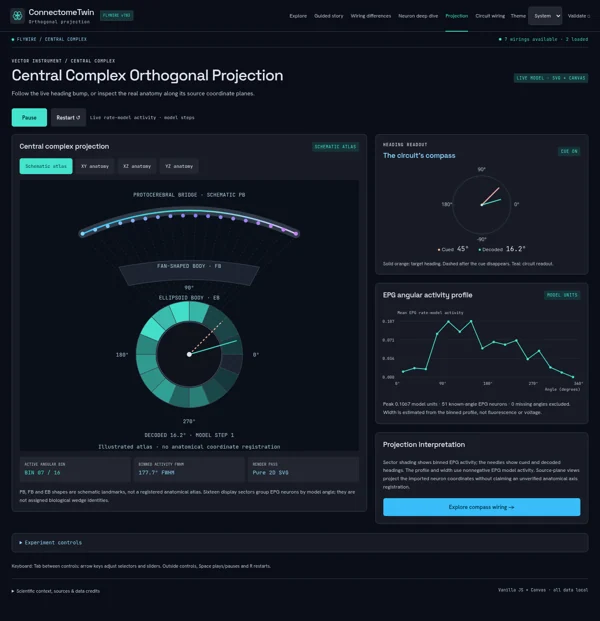 ConnectomeTwin
Orthogonal projection
FLYWIRE v783
Explore
Guided story
Wiring differences
Neuron deep dive
Projection
Circuit wiring
Theme
System
Validate
FLYWIRE / CENTRAL COMPLEX
7 wirings available · 2 loaded
VECTOR INSTRUMENT / CENTRAL COMPLEX
Central Complex Orthogonal Projection
LIVE MODEL · SVG + CANVAS
Follow the live heading bump, or inspect the real anatomy along its source coordinate planes.
Pause
Restart ↺
Live rate-model activity · model steps
Central complex projection
SCHEMATIC ATLAS
Schematic atlas
XY anatomy
XZ anatomy
YZ anatomy
PROTOCEREBRAL BRIDGE · SCHEMATIC PB
FAN-SHAPED BODY · FB
90°
ELLIPSOID BODY · EB
180°
0°
270°
DECODED 16.2° · MODEL STEP 1
Illustrated atlas · no anatomical coordinate registration
ACTIVE ANGULAR BIN
BIN 07 / 16
BINNED ACTIVITY FWHM
177.7° FWHM
RENDER PASS
Pure 2D SVG
PB, FB and EB shapes are schematic landmarks, not a registered anatomical atlas. Sixteen display sectors group EPG neurons by model angle; they are
not assigned biological wedge identities.
HEADING READOUT
The circuit's compass
CUE ON
90°
180°
0°
-90°
Cued 45°
Decoded 16.2°
Solid orange: target heading. Dashed after the cue disappears. Teal: circuit readout.
EPG angular activity profile
MODEL UNITS
Mean EPG rate-model activity
0.107
0.071
0.036
0.000
0°
90°
180°
270°
360°
Angle (degrees)
Peak 0.1067 model units · 51 known-angle EPG neurons · 0 missing angles excluded.
Width is estimated from the binned profile, not fluorescence or voltage.
Projection interpretation
Sector shading shows binned EPG activity; the needles show cued and decoded
headings. The profile and width use nonnegative EPG model activity. Source-plane views
project the imported neuron coordinates without claiming an unverified anatomical axis
registration.
Explore compass wiring →
▶ Experiment controls
Keyboard: Tab between controls; arrow keys adjust selectors and sliders. Outside controls, Space plays/pauses and R restarts.
▶ Scientific context, sources & data credits
Vanilla JS + Canvas · all data local